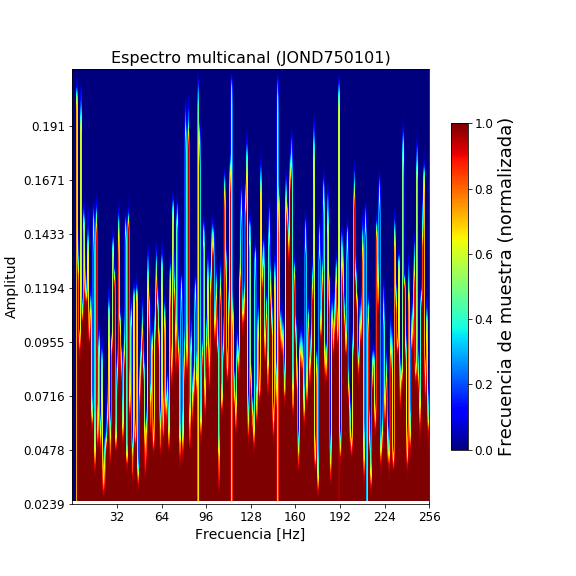 Espectro multicanal (JOND750101)
Amplitud
0.191
0.1671
0.1433
0.1194
0.0955
0.0716
0.0478
0.0239
32 64 96 128 160 192 224 256
Frecuencia [Hz]
1.0
0.8
0.6
0.4
0.2
0.0
Frecuencia de muestra (normalizada)